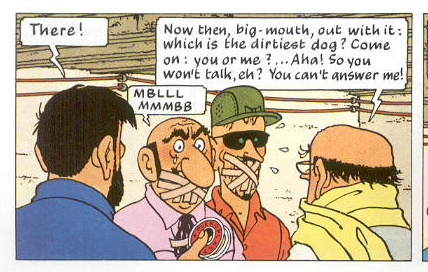 There!
Now then, big-mouth, out with it:
which is the dirtiest dog? Come
on: you or me?...Aha! So you
won't talk, eh? You can't answer me!
MBLLL
MMMBB